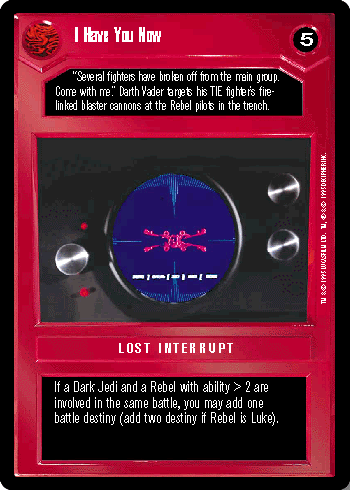 I Have You Now
5
"Several fighters have broken off from the main group.
Come with me." Darth Vader targets his TIE fighter's fire-
linked blaster cannons at the Rebel pilots in the trench.
LOST INTERRUPT
If a Dark Jedi and a Rebel with ability > 2 are
involved in the same battle, you may add one
battle destiny (add two destiny if Rebel is Luke).